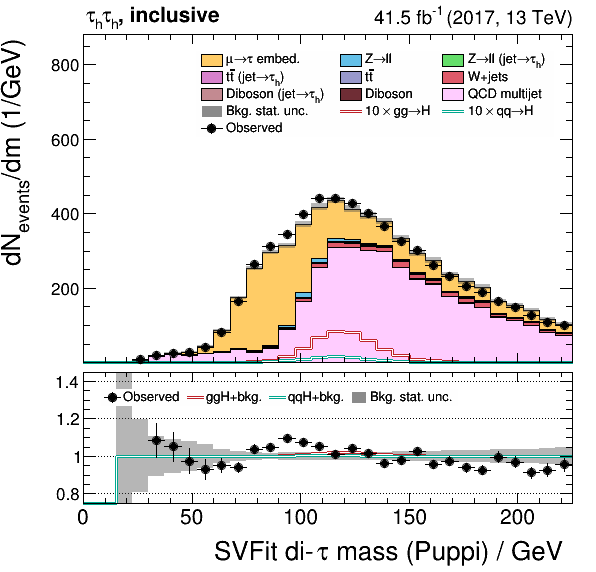 τhτh, inclusive 41.5 fb⁻¹ (2017, 13 TeV)
dNevents/dm (1/GeV)
800
600
400
200
μ→τ embed. Z→ll Z→ll (jet→τh)
tt̄ (jet→τh) tt̄ W+jets
Diboson (jet→τh) Diboson QCD multijet
Bkg. stat. unc. 10 × gg→H 10 × qq→H
Observed
1.4
1.2
1
0.8
Observed ggH+bkg. qqH+bkg. Bkg. stat. unc.
0 50 100 150 200
SVFit di-τ mass (Puppi) / GeV